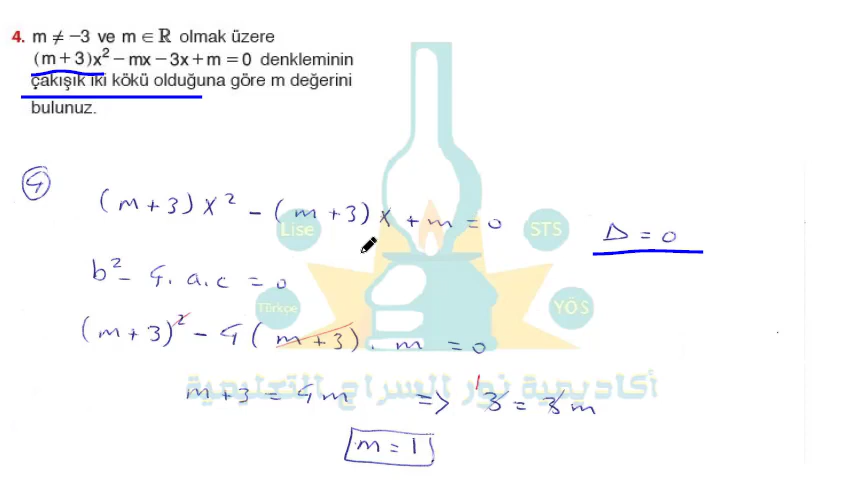 4. m ≠ −3 ve m ∈ ℝ olmak üzere
(m + 3)x² − mx − 3x + m = 0 denkleminin
çakışık iki kökü olduğuna göre m değerini
bulunuz.
4
(m + 3) x² − (m + 3) x + m = 0
Lise
STS
Δ = 0
b² − 4. a. c = 0
Türkçe
YÖS
(m + 3)² − 4 (m + 3) . m = 0
أكاديمية نور السراج التعليمية
m + 3 = 4m ⇒ 1 3 = 3 m
m = 1